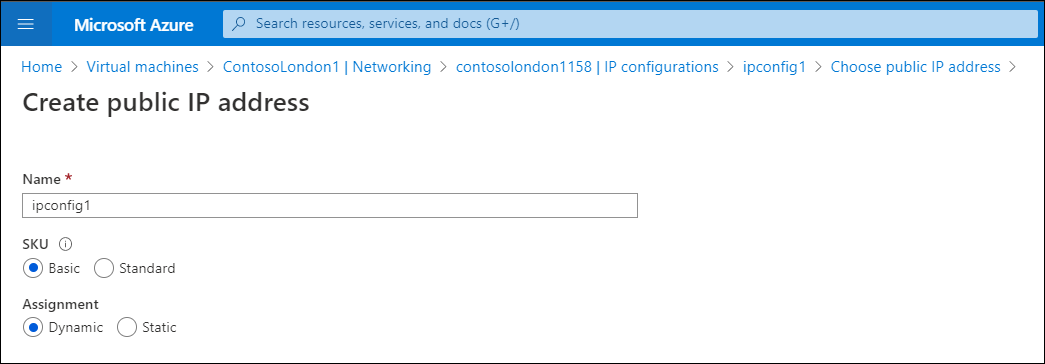 Microsoft Azure Search resources, services, and docs (G+/)
Home > Virtual machines > ContosoLondon1 | Networking > contosolondon1158 | IP configurations > ipconfig1 > Choose public IP address >
Create public IP address
Name *
ipconfig1
SKU
Basic Standard
Assignment
Dynamic Static